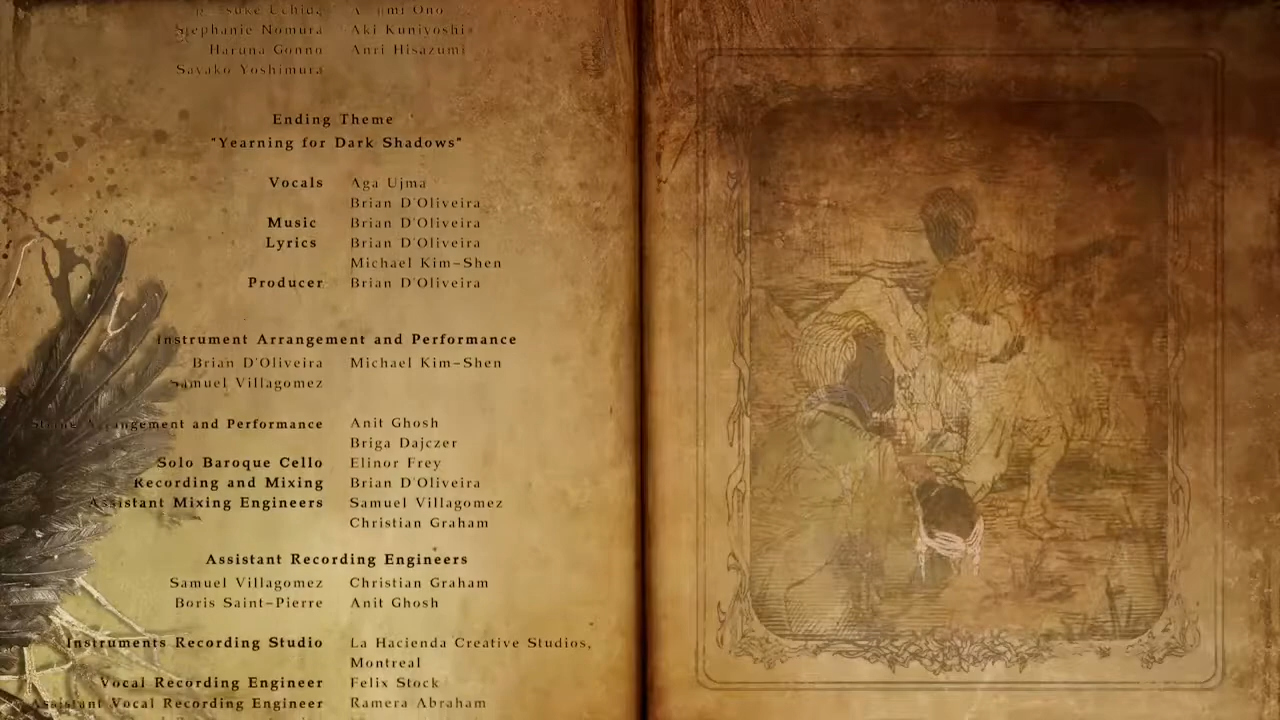 Stephanie Nomura Aki Kuniyoshi
Haruna Gonno Anri Hisazumi
Sayako Yoshimura
Ending Theme
"Yearning for Dark Shadows"
Vocals Aga Ujma
Brian D'Oliveira
Music Brian D'Oliveira
Lyrics Brian D'Oliveira
Michael Kim-Shen
Producer Brian D'Oliveira
Instrument Arrangement and Performance
Brian D'Oliveira Michael Kim-Shen
Samuel Villagomez
Arrangement and Performance Anit Ghosh
Briga Dajczer
Solo Baroque Cello Elinor Frey
Recording and Mixing Brian D'Oliveira
Assistant Mixing Engineers Samuel Villagomez
Christian Graham
Assistant Recording Engineers
Samuel Villagomez Christian Graham
Boris Saint-Pierre Anit Ghosh
Instruments Recording Studio La Hacienda Creative Studios,
Montreal
Vocal Recording Engineer Felix Stock
Assistant Vocal Recording Engineer Ramera Abraham